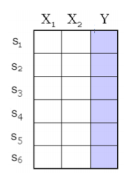 X₁ X₂ Y
s₁
s₂
s₃
s₄
s₅
s₆